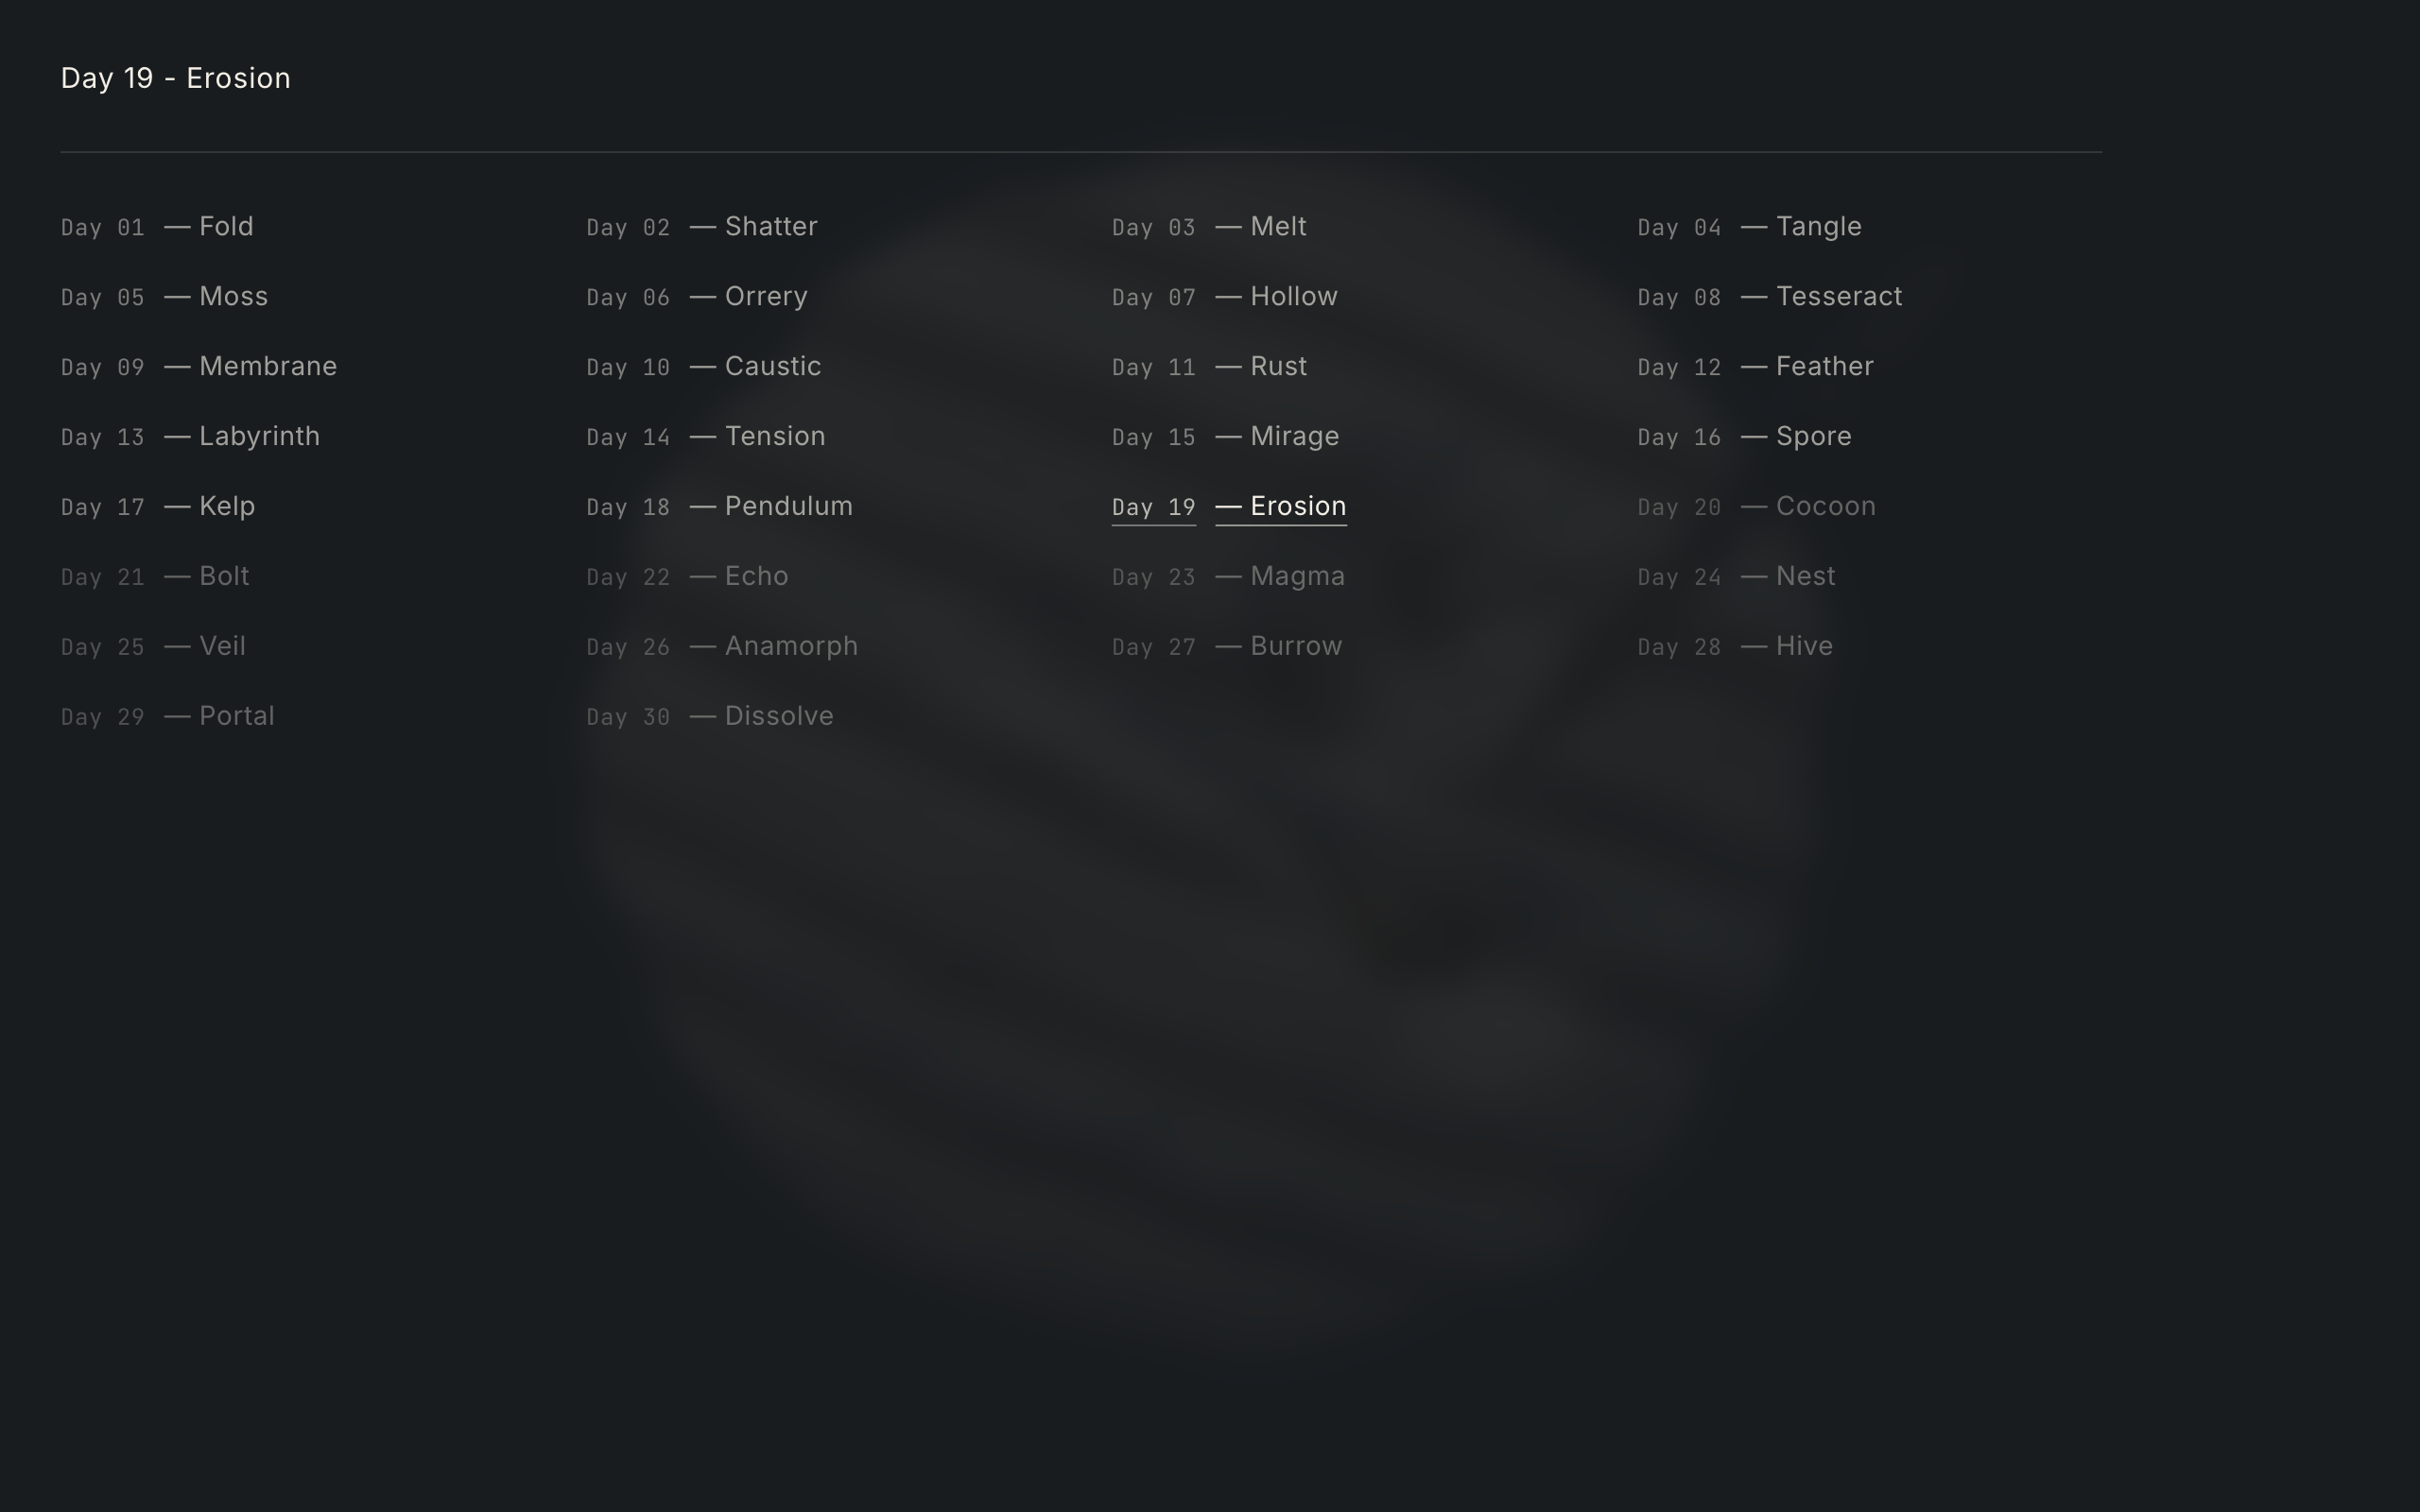 Day 19 - Erosion
Day 01 — Fold Day 02 — Shatter Day 03 — Melt Day 04 — Tangle
Day 05 — Moss Day 06 — Orrery Day 07 — Hollow Day 08 — Tesseract
Day 09 — Membrane Day 10 — Caustic Day 11 — Rust Day 12 — Feather
Day 13 — Labyrinth Day 14 — Tension Day 15 — Mirage Day 16 — Spore
Day 17 — Kelp Day 18 — Pendulum Day 19 — Erosion Day 20 — Cocoon
Day 21 — Bolt Day 22 — Echo Day 23 — Magma Day 24 — Nest
Day 25 — Veil Day 26 — Anamorph Day 27 — Burrow Day 28 — Hive
Day 29 — Portal Day 30 — Dissolve